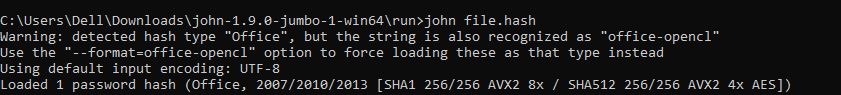 C:\Users\Dell\Downloads\john-1.9.0-jumbo-1-win64\run>john file.hash
Warning: detected hash type "Office", but the string is also recognized as "office-opencl"
Use the "--format=office-opencl" option to force loading these as that type instead
Using default input encoding: UTF-8
Loaded 1 password hash (Office, 2007/2010/2013 [SHA1 256/256 AVX2 8x / SHA512 256/256 AVX2 4x AES])